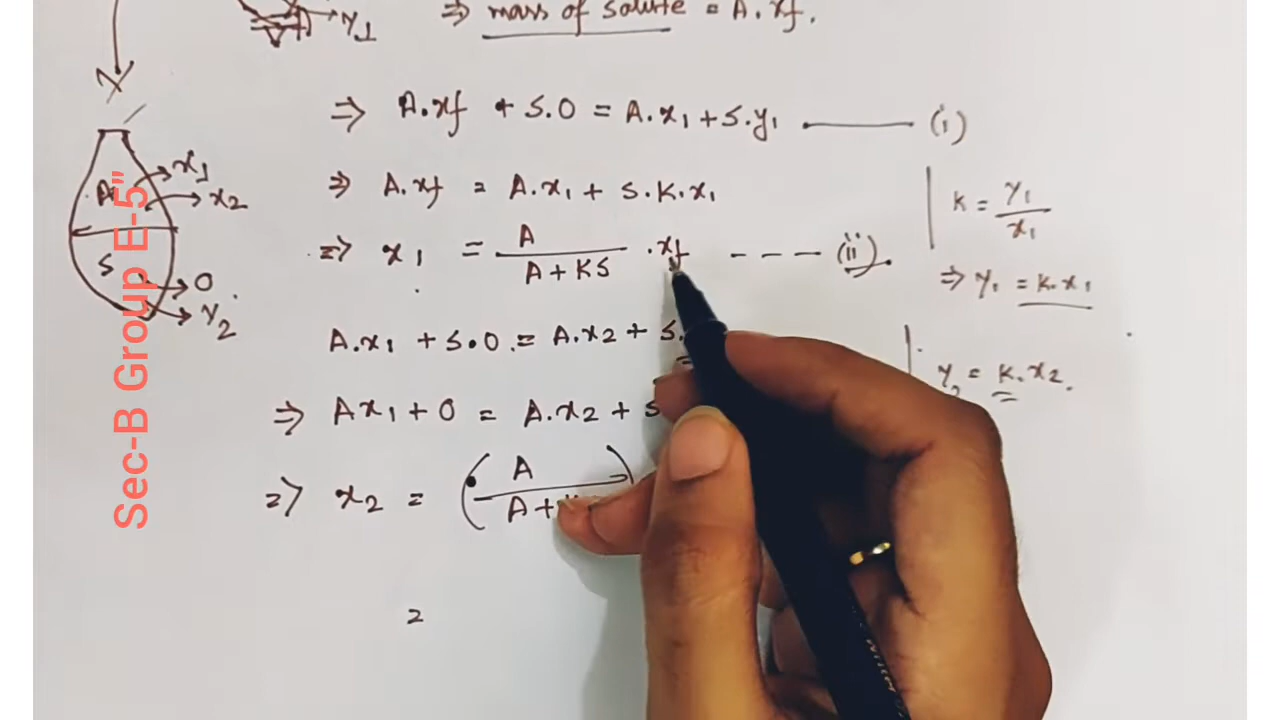 → y1 ⇒ mass of solute = A.xf.
⇒ A.xf + S.0 = A.x1 + S.y1 ——— (i)
→ x1
A → x2
⇒ A.xf = A.x1 + S.K.x1
K = y1/x1
⇒ x1 = A/(A+KS) .xf ---- (ii).
S → 0
⇒ y1 = K.x1
→ y2
A.x1 + S.0 = A.x2 + S.
y2 = K.x2.
⇒ Ax1 + 0 = A.x2 + S
⇒ x2 = (A/(A+
=
Sec-B Group E-5"